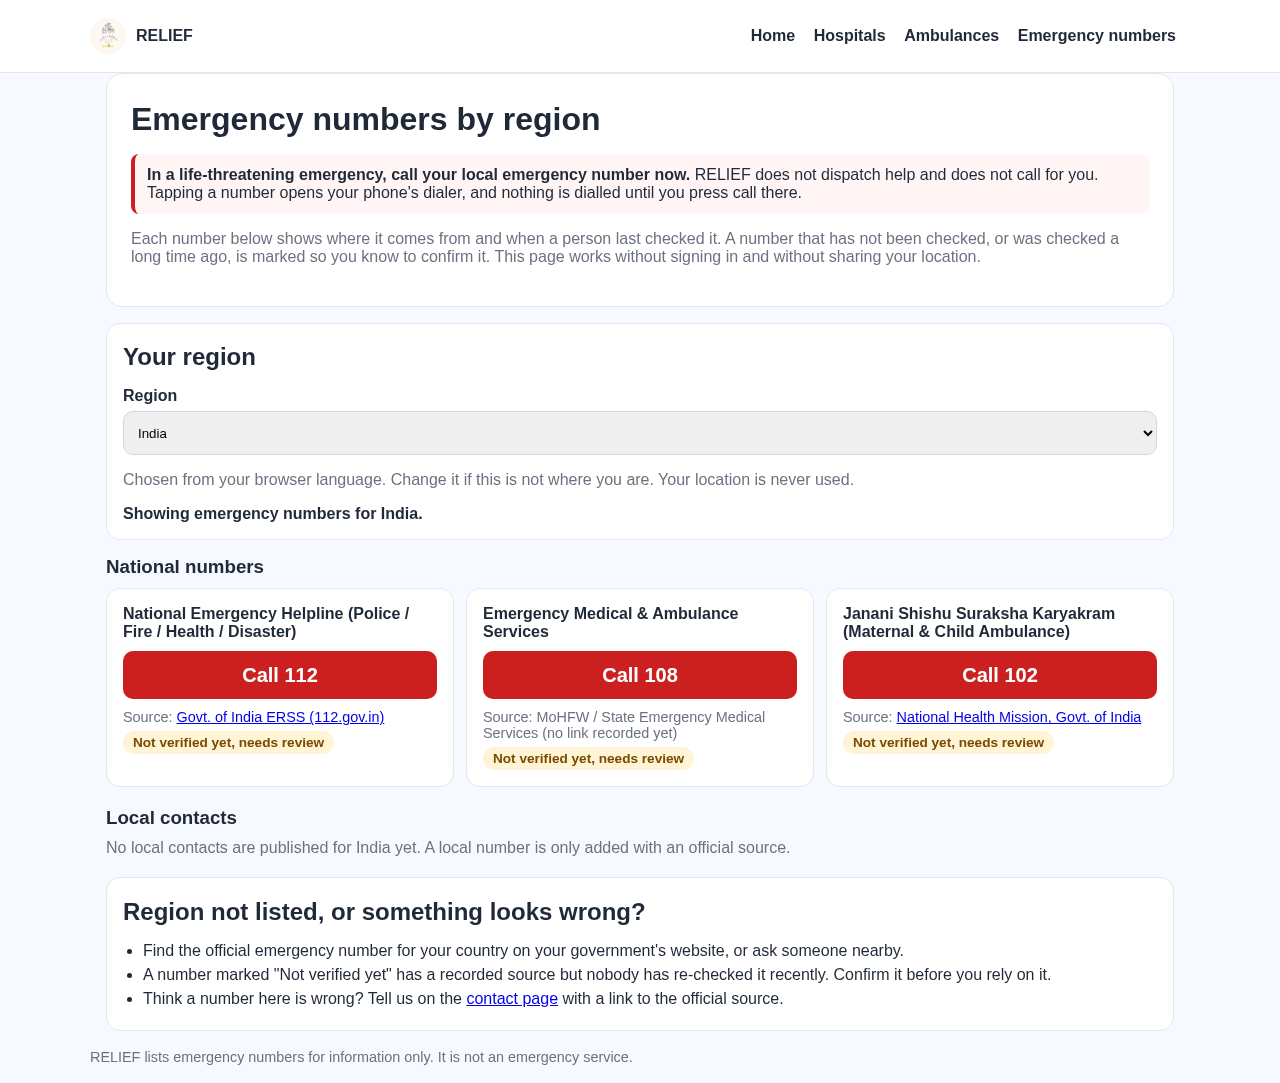 RELIEF
Home Hospitals Ambulances Emergency numbers
Emergency numbers by region
In a life-threatening emergency, call your local emergency number now. RELIEF does not dispatch help and does not call for you.
Tapping a number opens your phone's dialer, and nothing is dialled until you press call there.
Each number below shows where it comes from and when a person last checked it. A number that has not been checked, or was checked a
long time ago, is marked so you know to confirm it. This page works without signing in and without sharing your location.
Your region
Region
India
Chosen from your browser language. Change it if this is not where you are. Your location is never used.
Showing emergency numbers for India.
National numbers
National Emergency Helpline (Police /
Fire / Health / Disaster)
Call 112
Source: Govt. of India ERSS (112.gov.in)
Not verified yet, needs review
Emergency Medical & Ambulance
Services
Call 108
Source: MoHFW / State Emergency Medical
Services (no link recorded yet)
Not verified yet, needs review
Janani Shishu Suraksha Karyakram
(Maternal & Child Ambulance)
Call 102
Source: National Health Mission, Govt. of India
Not verified yet, needs review
Local contacts
No local contacts are published for India yet. A local number is only added with an official source.
Region not listed, or something looks wrong?
Find the official emergency number for your country on your government's website, or ask someone nearby.
A number marked "Not verified yet" has a recorded source but nobody has re-checked it recently. Confirm it before you rely on it.
Think a number here is wrong? Tell us on the contact page with a link to the official source.
RELIEF lists emergency numbers for information only. It is not an emergency service.